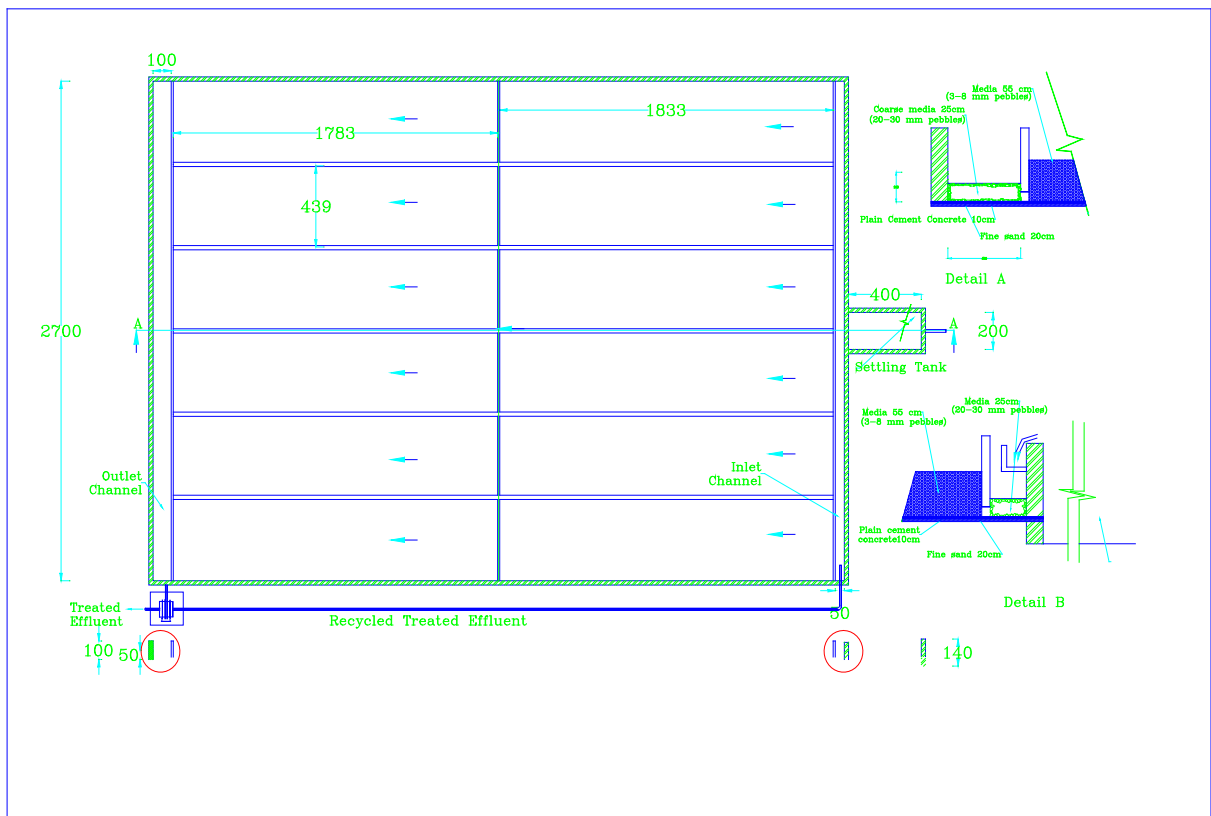 100
1783
1833
439
2700
A
A
400
200
Settling Tank
Outlet
Channel
Inlet
Channel
Treated
Effluent
Recycled Treated Effluent
50
100
50
140
Media 55 cm
(3-8 mm pebbles)
Coarse media 25cm
(20-30 mm pebbles)
Plain Cement Concrete 10cm
Fine sand 20cm
Detail A
Media 55 cm
(3-8 mm pebbles)
Media 25cm
(20-30 mm pebbles)
Plain cement
concrete10cm
Fine sand 20cm
Detail B